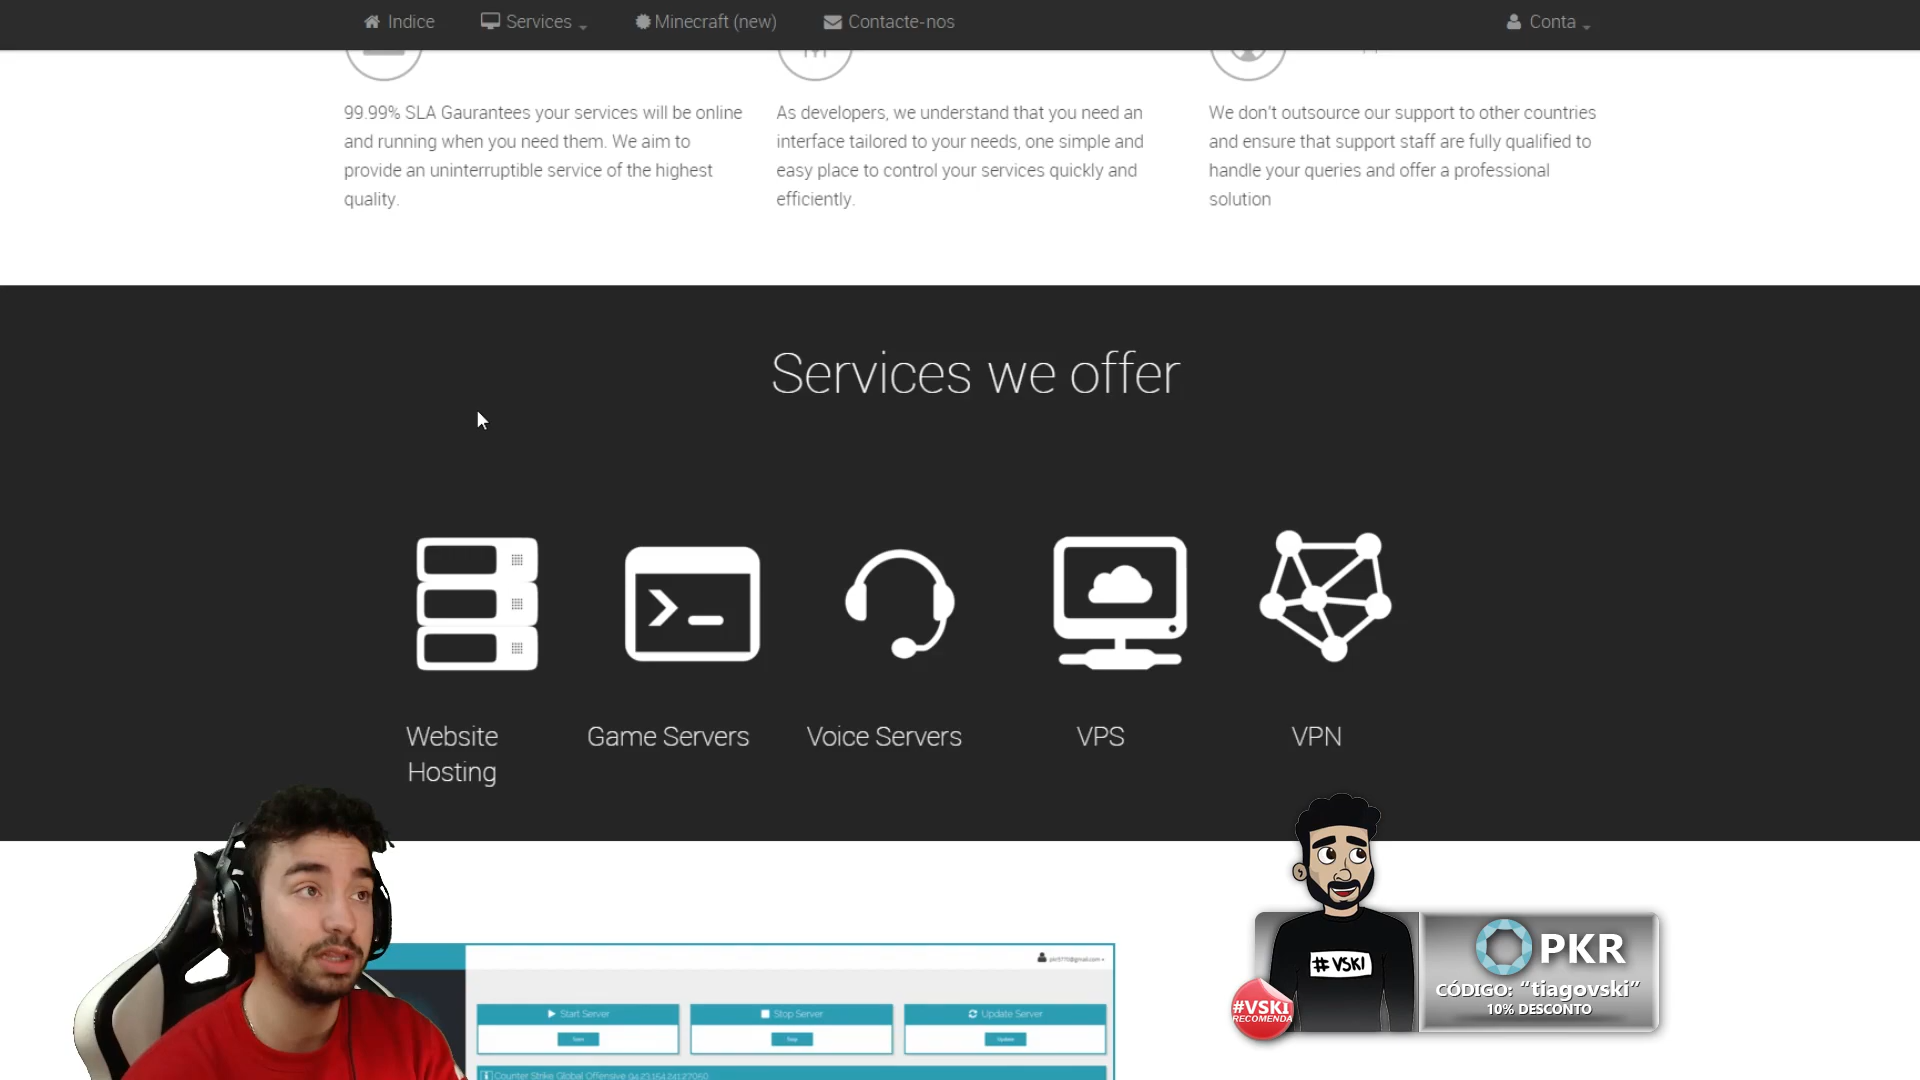 Indice
Services
Minecraft (new)
Contacte-nos
Conta
99.99% SLA Gaurantees your services will be online
and running when you need them. We aim to
provide an uninterruptible service of the highest
quality.
As developers, we understand that you need an
interface tailored to your needs, one simple and
easy place to control your services quickly and
efficiently.
We don't outsource our support to other countries
and ensure that support staff are fully qualified to
handle your queries and offer a professional
solution
Services we offer
Website
Hosting
Game Servers
Voice Servers
VPS
VPN
Start Server
Stop Server
Update Server
Counter Strike Global Offensive
#VSKI
#VSKI
RECOMENDA
PKR
CÓDIGO: “tiagovski”
10% DESCONTO